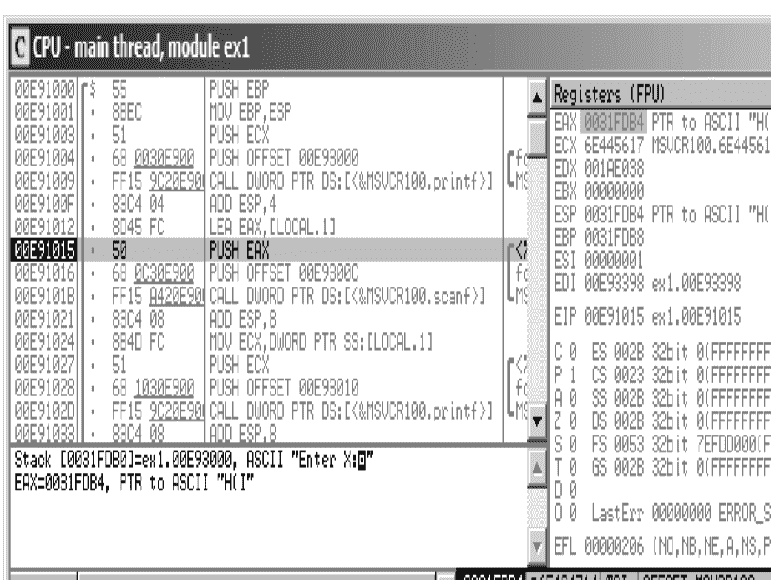 C CPU - main thread, module ex1
00E91000 $ 55 PUSH EBP
00E91001 . 8BEC MOV EBP,ESP
00E91003 . 51 PUSH ECX
00E91004 . 68 0030E900 PUSH OFFSET 00E93000
00E91009 . FF15 9C20E90 CALL DWORD PTR DS:[<&MSVCR100.printf>]
00E9100F . 83C4 04 ADD ESP,4
00E91012 . 8D45 FC LEA EAX,[LOCAL.1]
00E91015 . 50 PUSH EAX
00E91016 . 68 0C30E900 PUSH OFFSET 00E9300C
00E9101B . FF15 A420E90 CALL DWORD PTR DS:[<&MSVCR100.scanf>]
00E91021 . 83C4 08 ADD ESP,8
00E91024 . 8B4D FC MOV ECX,DWORD PTR SS:[LOCAL.1]
00E91027 . 51 PUSH ECX
00E91028 . 68 1030E900 PUSH OFFSET 00E93010
00E9102D . FF15 9C20E90 CALL DWORD PTR DS:[<&MSVCR100.printf>]
00E91033 . 83C4 08 ADD ESP,8
Stack [0031FDB0]=ex1.00E93000, ASCII "Enter X:"
EAX=0031FDB4, PTR to ASCII "H(I"
Registers (FPU)
EAX 0031FDB4 PTR to ASCII "H(
ECX 6E445617 MSVCR100.6E44561
EDX 001AE038
EBX 00000000
ESP 0031FDB4 PTR to ASCII "H(
EBP 0031FDB8
ESI 00000001
EDI 00E93398 ex1.00E93398
EIP 00E91015 ex1.00E91015
C 0 ES 002B 32bit 0(FFFFFFFF
P 1 CS 0023 32bit 0(FFFFFFFF
A 0 SS 002B 32bit 0(FFFFFFFF
Z 0 DS 002B 32bit 0(FFFFFFFF
S 0 FS 0053 32bit 7EFDD000(F
T 0 GS 002B 32bit 0(FFFFFFFF
D 0
O 0 LastErr 00000000 ERROR_S
EFL 00000206 (NO,NB,NE,A,NS,P